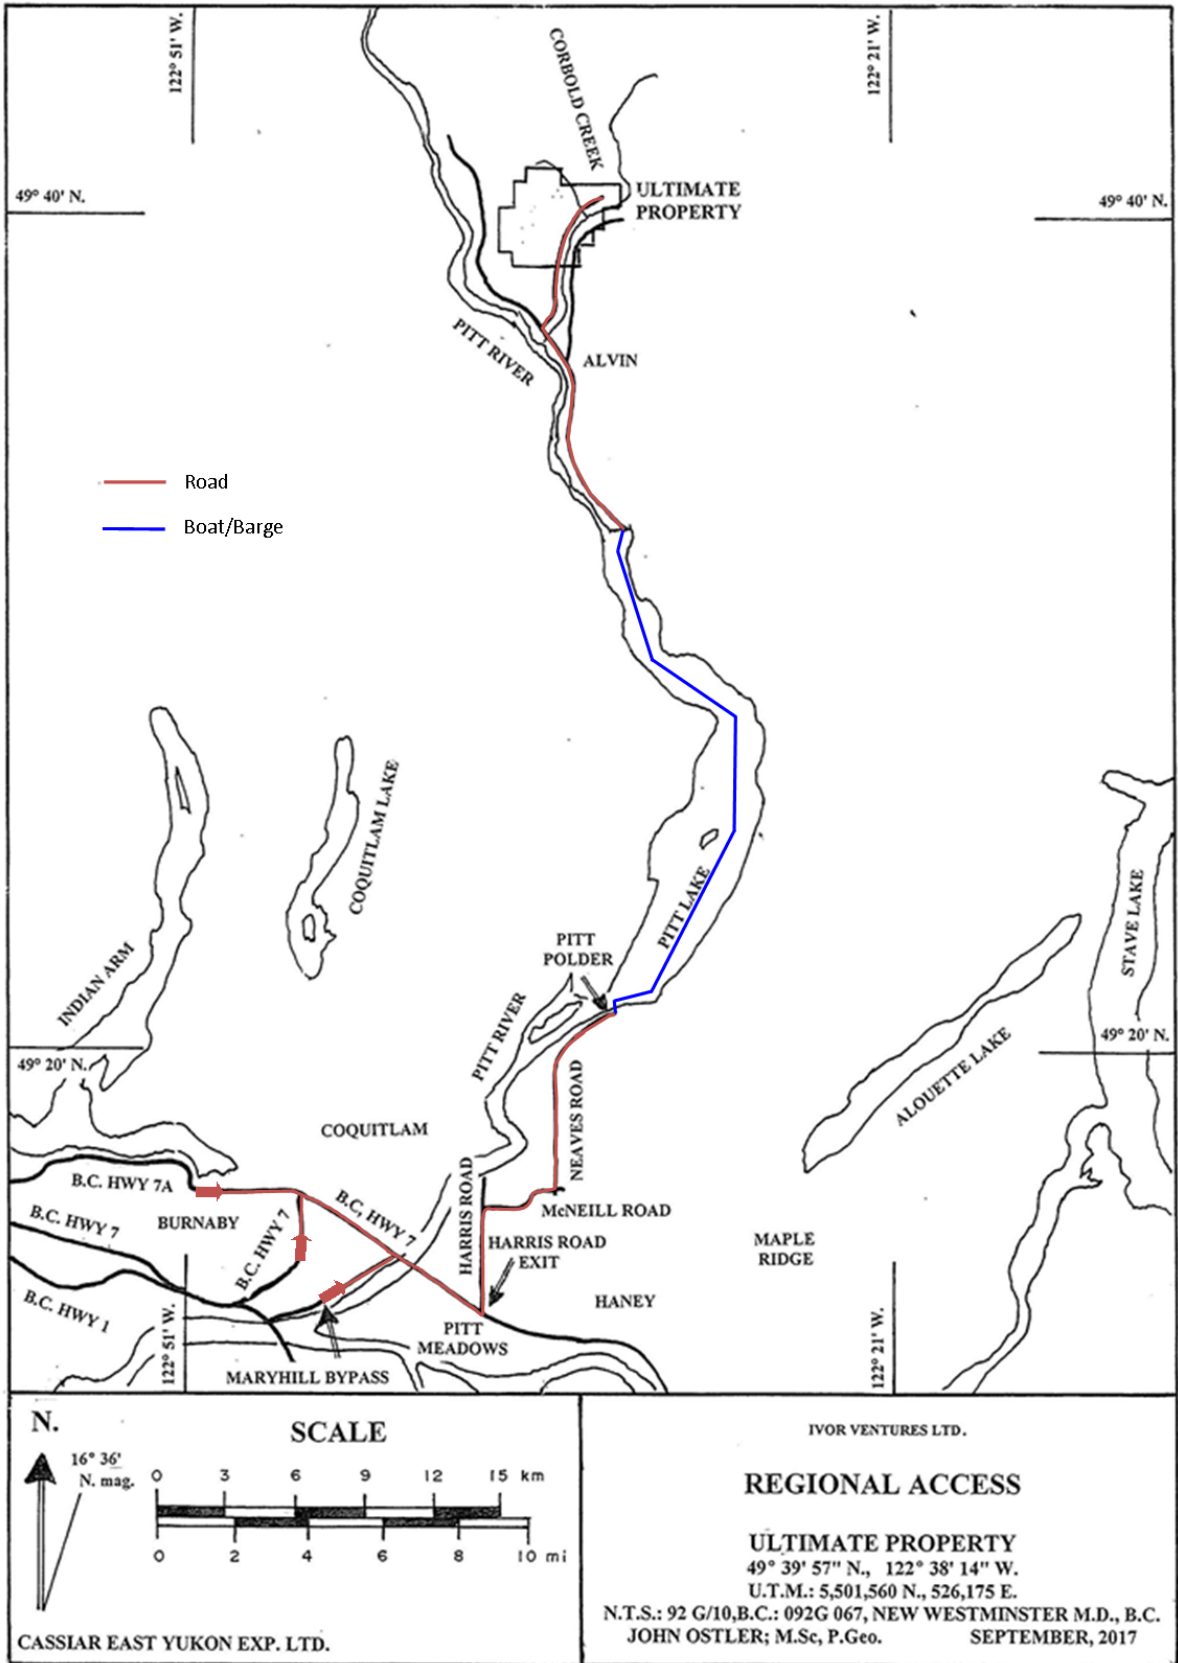 122° 51' W.
CORBOLD CREEK
122° 21' W.
49° 40' N.
ULTIMATE
PROPERTY
49° 40' N.
PITT RIVER
ALVIN
Road
Boat/Barge
COQUITLAM LAKE
INDIAN ARM
PITT LAKE
STAVE LAKE
PITT
POLDER
PITT RIVER
49° 20' N.
49° 20' N.
ALOUETTE LAKE
NEAVES ROAD
COQUITLAM
HARRIS ROAD
B.C. HWY 7A
B.C, HWY 7
McNEILL ROAD
B.C. HWY 7
BURNABY
B.C. HWY 7
HARRIS ROAD
EXIT
MAPLE
RIDGE
B.C. HWY 1
HANEY
122° 51' W.
PITT
MEADOWS
122° 21' W.
MARYHILL BYPASS
N.
16° 36'
N. mag.
SCALE
0 3 6 9 12 15 km
0 2 4 6 8 10 mi
CASSIAR EAST YUKON EXP. LTD.
IVOR VENTURES LTD.
REGIONAL ACCESS
ULTIMATE PROPERTY
49° 39' 57" N., 122° 38' 14" W.
U.T.M.: 5,501,560 N., 526,175 E.
N.T.S.: 92 G/10,B.C.: 092G 067, NEW WESTMINSTER M.D., B.C.
JOHN OSTLER; M.Sc, P.Geo. SEPTEMBER, 2017